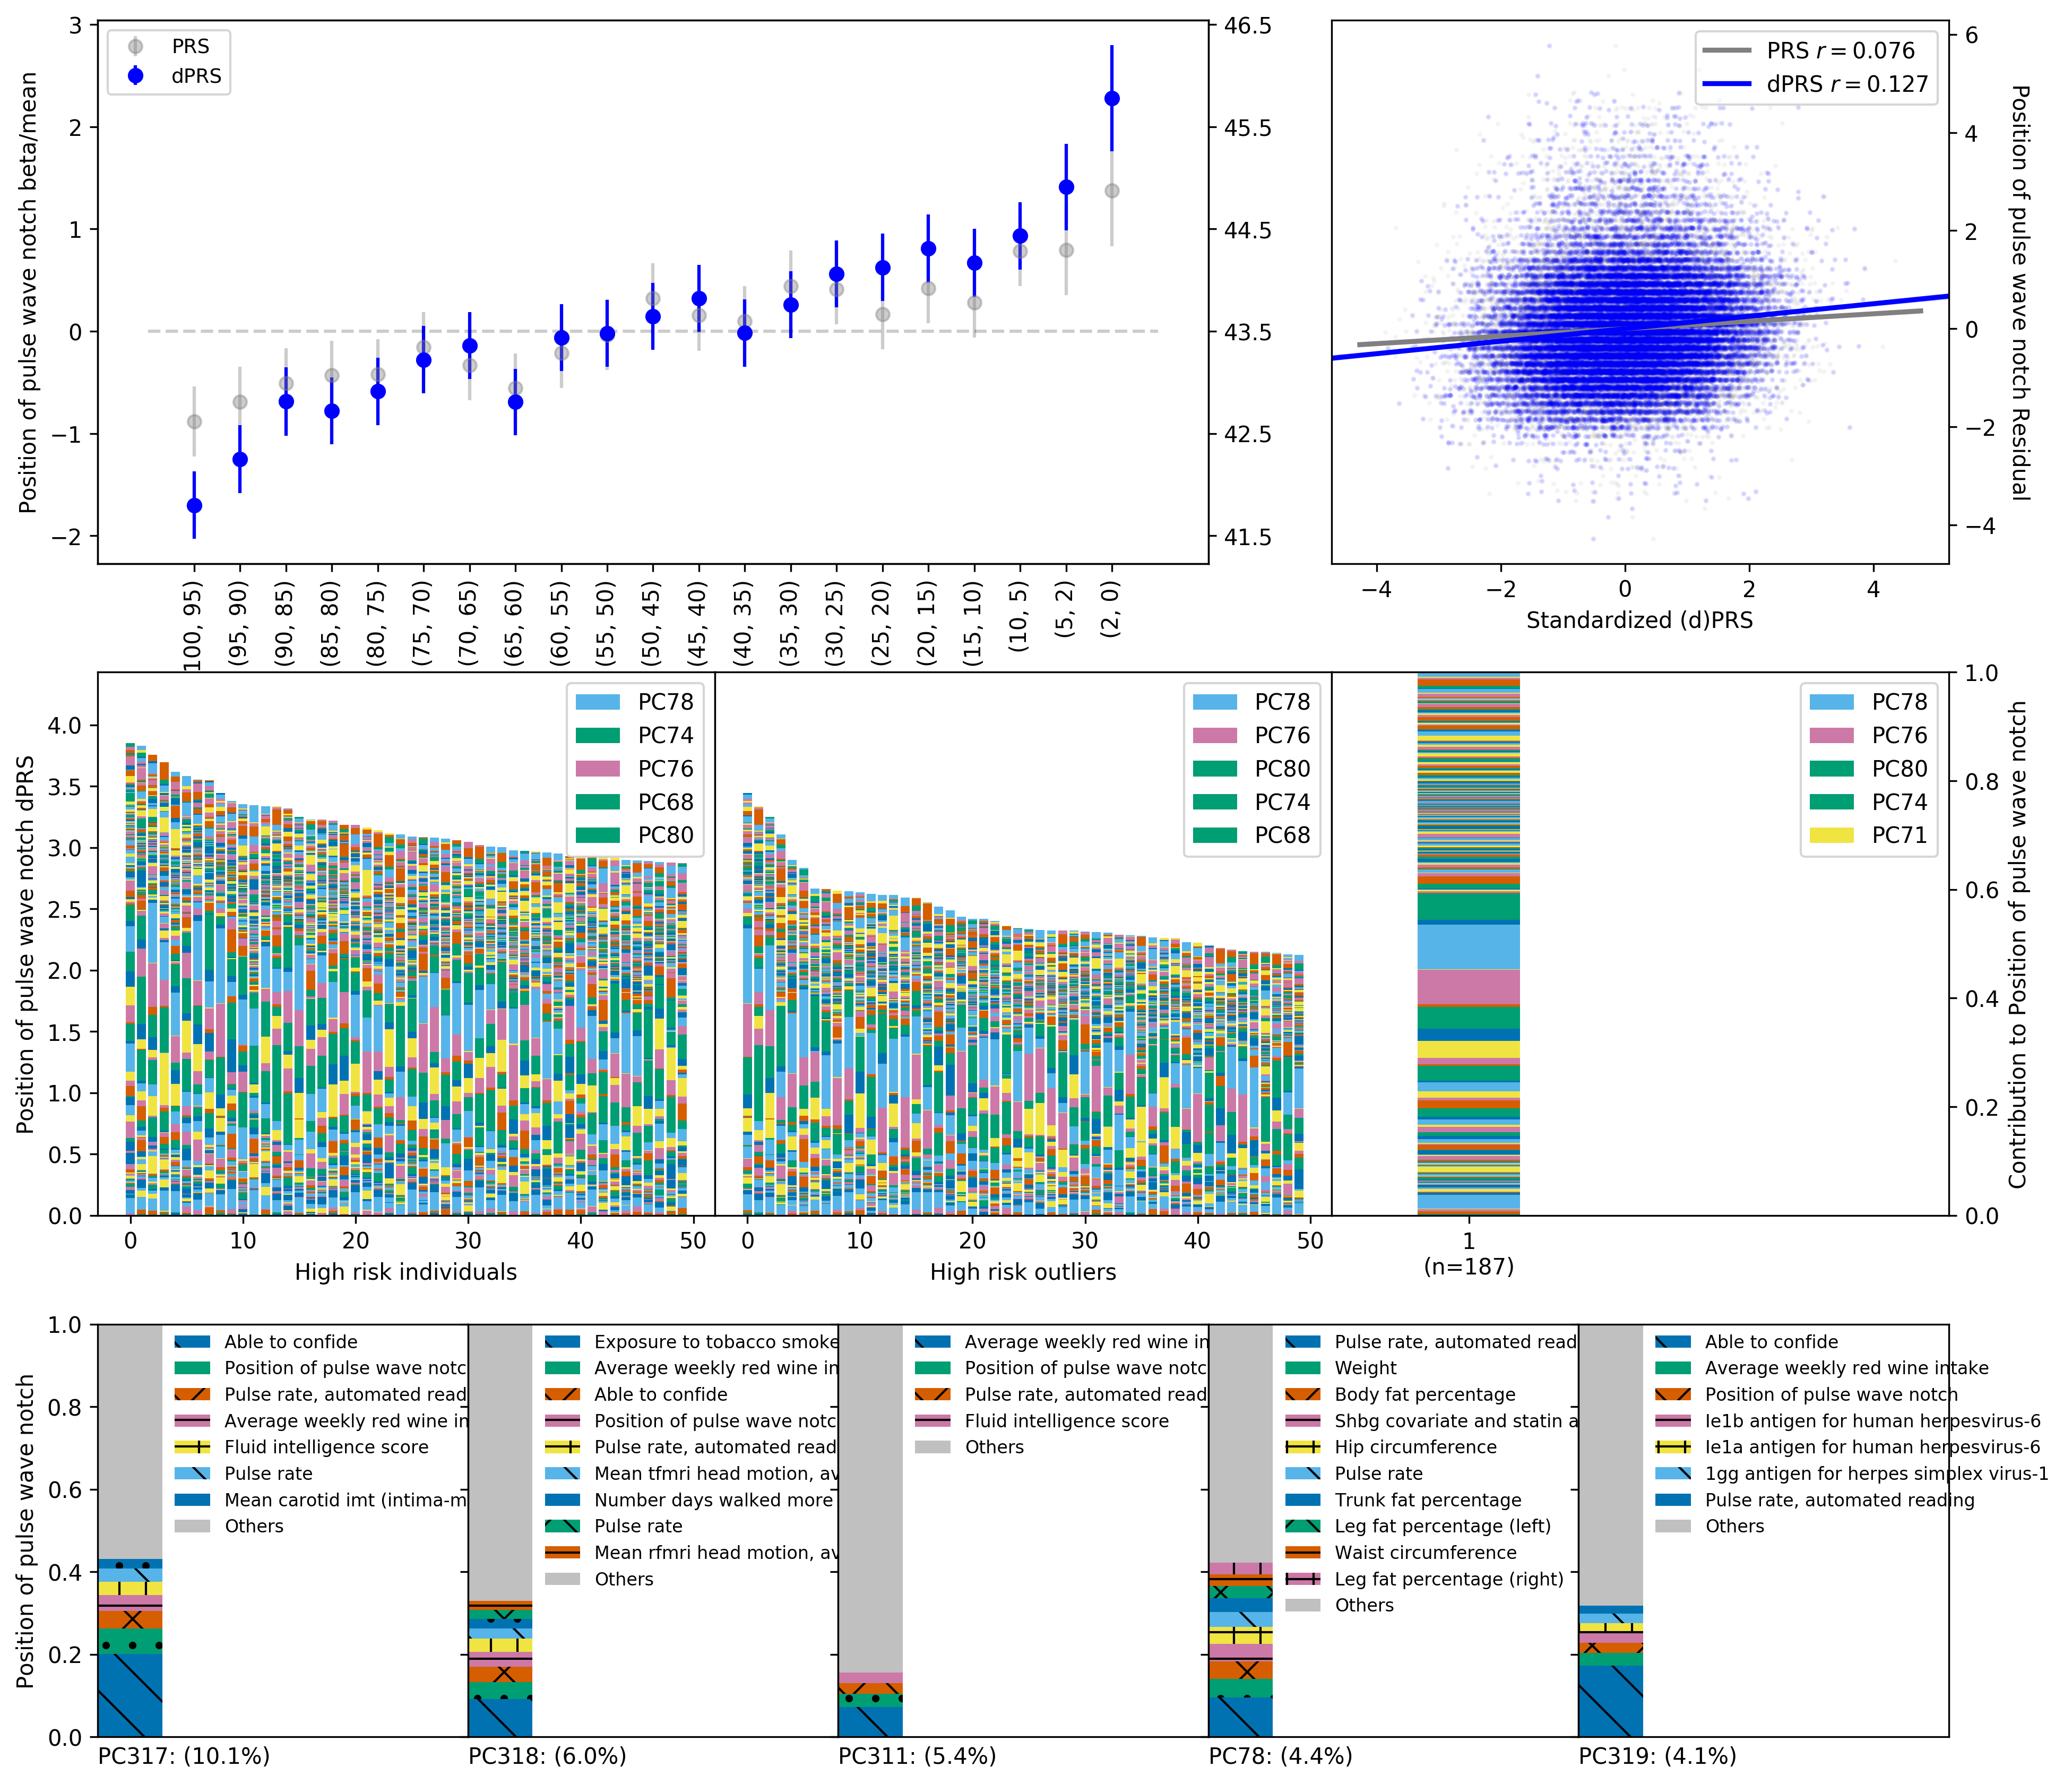 Position of pulse wave notch beta/mean
3
2
1
0
−1
−2
PRS
dPRS
46.5
45.5
44.5
43.5
42.5
41.5
100, 95)
(95, 90)
(90, 85)
(85, 80)
(80, 75)
(75, 70)
(70, 65)
(65, 60)
(60, 55)
(55, 50)
(50, 45)
(45, 40)
(40, 35)
(35, 30)
(30, 25)
(25, 20)
(20, 15)
(15, 10)
(10, 5)
(5, 2)
(2, 0)
PRS r = 0.076
dPRS r = 0.127
6
4
2
0
−2
−4
Position of pulse wave notch Residual
−4
−2
0
2
4
Standardized (d)PRS
Position of pulse wave notch dPRS
4.0
3.5
3.0
2.5
2.0
1.5
1.0
0.5
0.0
PC78
PC74
PC76
PC68
PC80
0
10
20
30
40
50
High risk individuals
PC78
PC76
PC80
PC74
PC68
0
10
20
30
40
50
High risk outliers
PC78
PC76
PC80
PC74
PC71
1
(n=187)
1.0
0.8
0.6
0.4
0.2
0.0
Contribution to Position of pulse wave notch
Position of pulse wave notch
1.0
0.8
0.6
0.4
0.2
0.0
Able to confide
Position of pulse wave notc
Pulse rate, automated read
Average weekly red wine in
Fluid intelligence score
Pulse rate
Mean carotid imt (intima-m
Others
PC317: (10.1%)
Exposure to tobacco smoke
Average weekly red wine in
Able to confide
Position of pulse wave notc
Pulse rate, automated read
Mean tfmri head motion, av
Number days walked more
Pulse rate
Mean rfmri head motion, av
Others
PC318: (6.0%)
Average weekly red wine in
Position of pulse wave notc
Pulse rate, automated read
Fluid intelligence score
Others
PC311: (5.4%)
Pulse rate, automated read
Weight
Body fat percentage
Shbg covariate and statin a
Hip circumference
Pulse rate
Trunk fat percentage
Leg fat percentage (left)
Waist circumference
Leg fat percentage (right)
Others
PC78: (4.4%)
Able to confide
Average weekly red wine intake
Position of pulse wave notch
Ie1b antigen for human herpesvirus-6
Ie1a antigen for human herpesvirus-6
1gg antigen for herpes simplex virus-1
Pulse rate, automated reading
Others
PC319: (4.1%)